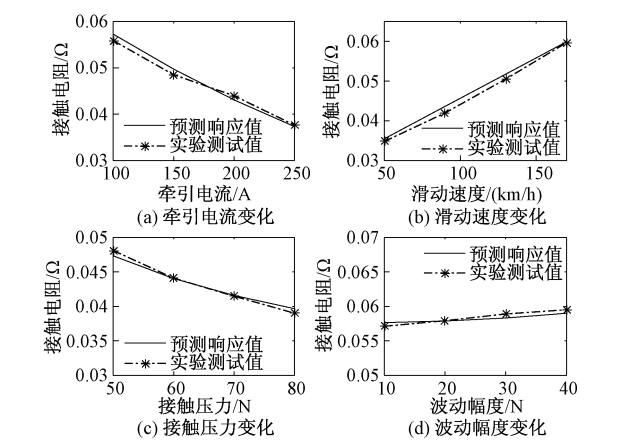 0.06
0.05
0.04
0.03
接触电阻/Ω
预测响应值
实验测试值
100 150 200 250
牵引电流/A
(a) 牵引电流变化
0.06
0.05
0.04
0.03
接触电阻/Ω
预测响应值
实验测试值
50 100 150
滑动速度/(km/h)
(b) 滑动速度变化
0.05
0.045
0.04
0.035
0.03
接触电阻/Ω
预测响应值
实验测试值
50 60 70 80
接触压力/N
(c) 接触压力变化
0.07
0.067
0.06
0.055
0.05
接触电阻/Ω
预测响应值
实验测试值
10 20 30 40
波动幅度/N
(d) 波动幅度变化